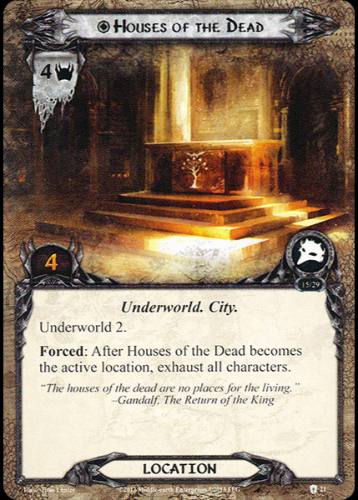 HOUSES OF THE DEAD
4
4
15/29
Underworld. City.
Underworld 2.
Forced: After Houses of the Dead becomes
the active location, exhaust all characters.
“The houses of the dead are no places for the living.”
–Gandalf, The Return of the King
LOCATION
21